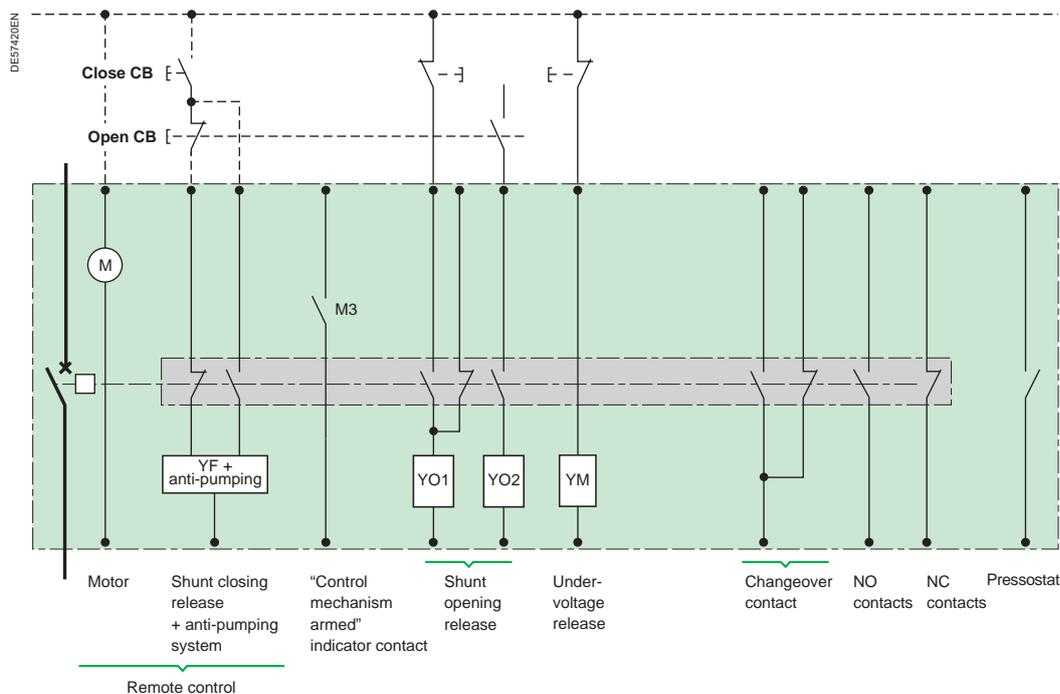 DE57420EN
Close CB
Open CB
M
M3
YF +
anti-pumping
YO1
YO2
YM
Motor
Shunt closing
release
+ anti-pumping
system
“Control
mechanism
armed”
indicator contact
Shunt
opening
release
Under-
voltage
release
Changeover
contact
NO
contacts
NC
contacts
Pressostat
Remote control